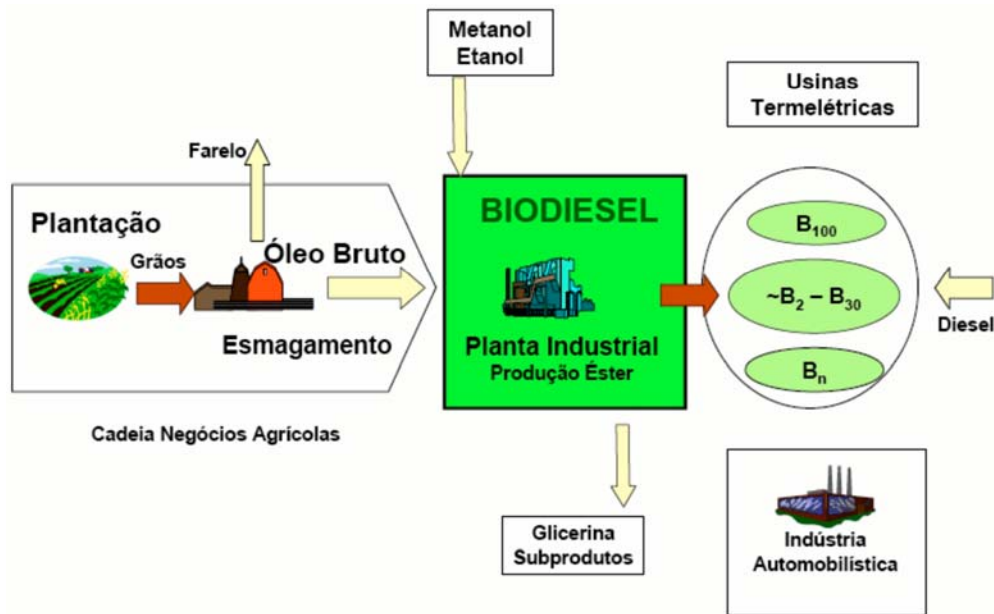 Metanol
Etanol
Usinas
Termelétricas
Farelo
Plantação
Grãos
Óleo Bruto
Esmagamento
Cadeia Negócios Agrícolas
BIODIESEL
Planta Industrial
Produção Éster
Glicerina
Subprodutos
B₁₀₀
~B₂ – B₃₀
Bₙ
Diesel
Indústria
Automobilística